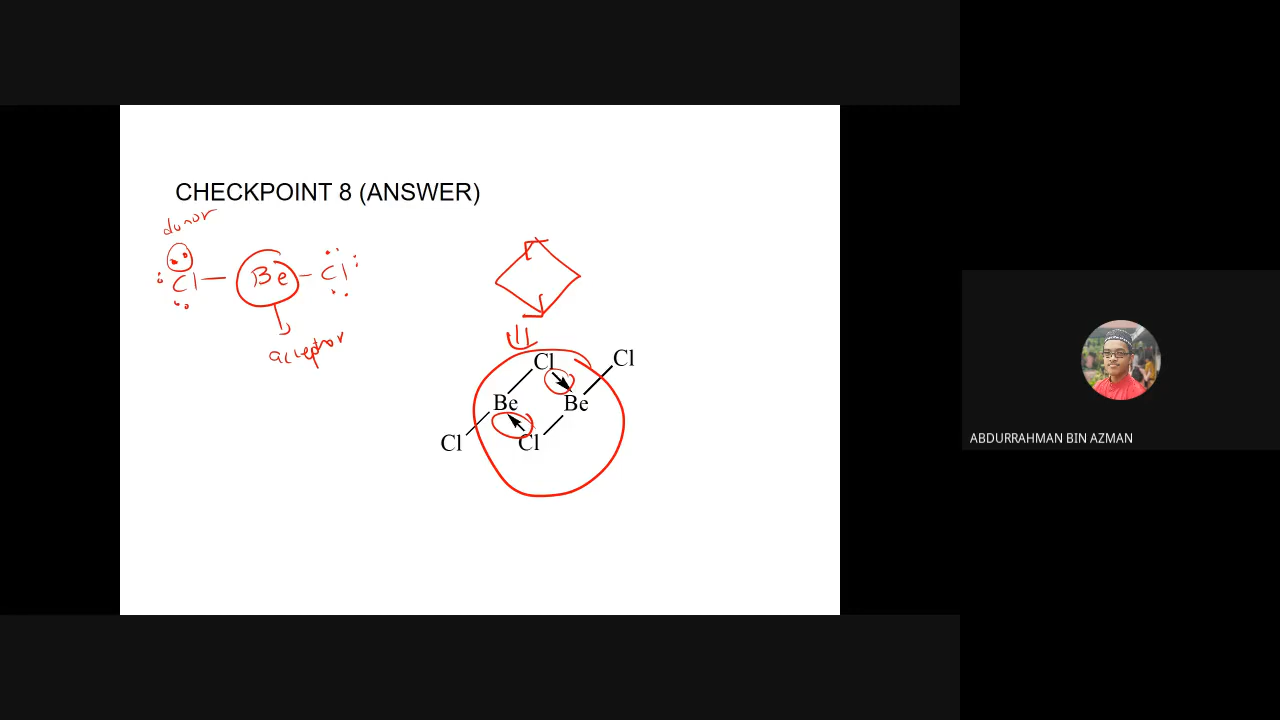 CHECKPOINT 8 (ANSWER)
donor
Cl — Be — Cl
acceptor
Cl
Cl
Be
Be
Cl
Cl
ABDURRAHMAN BIN AZMAN